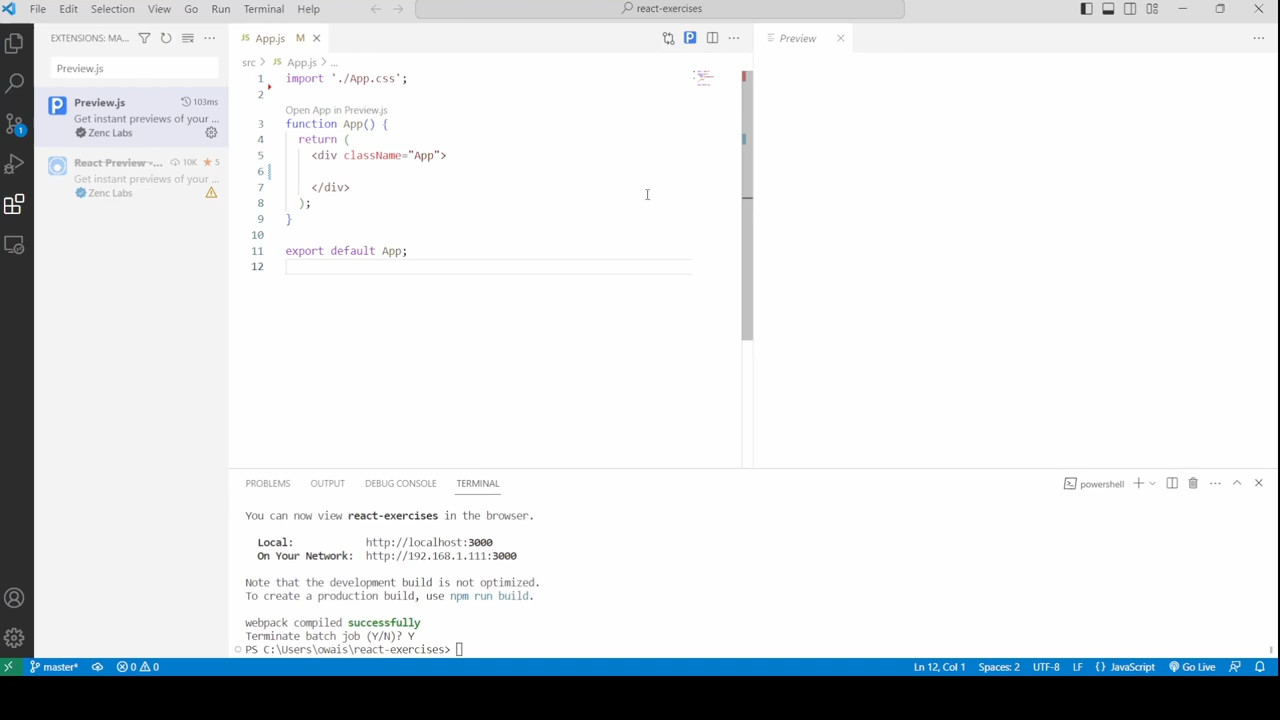 File Edit Selection View Go Run Terminal Help
react-exercises
EXTENSIONS: MA...
Preview.js
Preview.js 103ms
Get instant previews of your ...
Zenc Labs
React Preview -... 10K 5
Get instant previews of your ...
Zenc Labs
JS App.js M
src > JS App.js > ...
1 import './App.css';
2
Open App in Preview.js
3 function App() {
4 return (
5 <div className="App">
6
7 </div>
8 );
9 }
10
11 export default App;
12
Preview
PROBLEMS OUTPUT DEBUG CONSOLE TERMINAL
powershell
You can now view react-exercises in the browser.
Local: http://localhost:3000
On Your Network: http://192.168.1.111:3000
Note that the development build is not optimized.
To create a production build, use npm run build.
webpack compiled successfully
Terminate batch job (Y/N)? Y
PS C:\Users\owais\react-exercises>
1
master* 0 0 Ln 12, Col 1 Spaces: 2 UTF-8 LF {} JavaScript Go Live